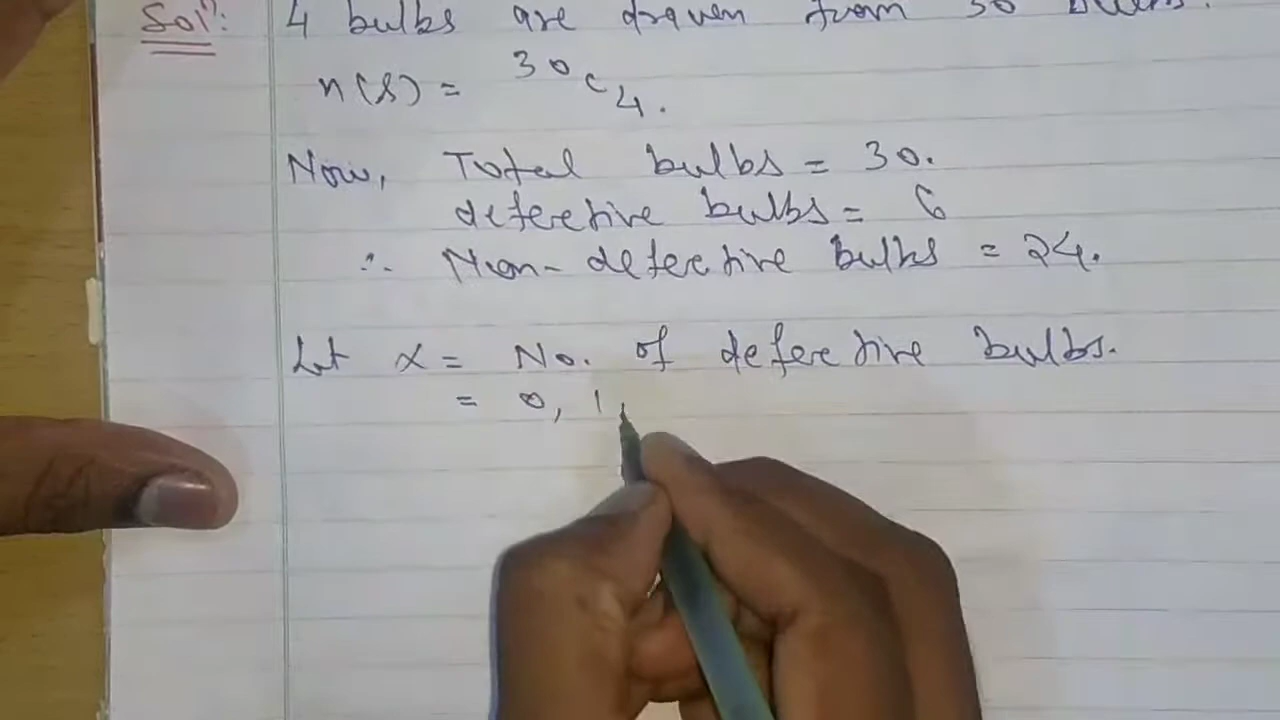 Solⁿ: 4 bulbs are drawn from 30 bulbs.
n(S) = ³⁰C₄.
Now, Total bulbs = 30.
defective bulbs = 6
∴ Non-defective bulbs = 24.
Let X = No. of defective bulbs.
= 0, 1